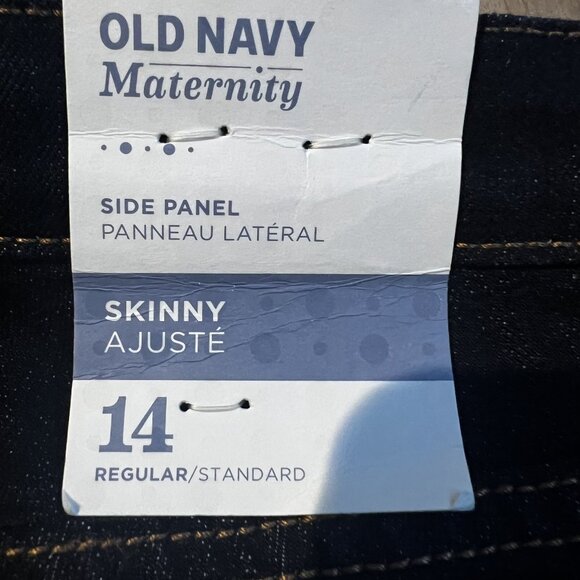 OLD NAVY
Maternity
SIDE PANEL
PANNEAU LATÉRAL
SKINNY
AJUSTÉ
14
REGULAR/STANDARD